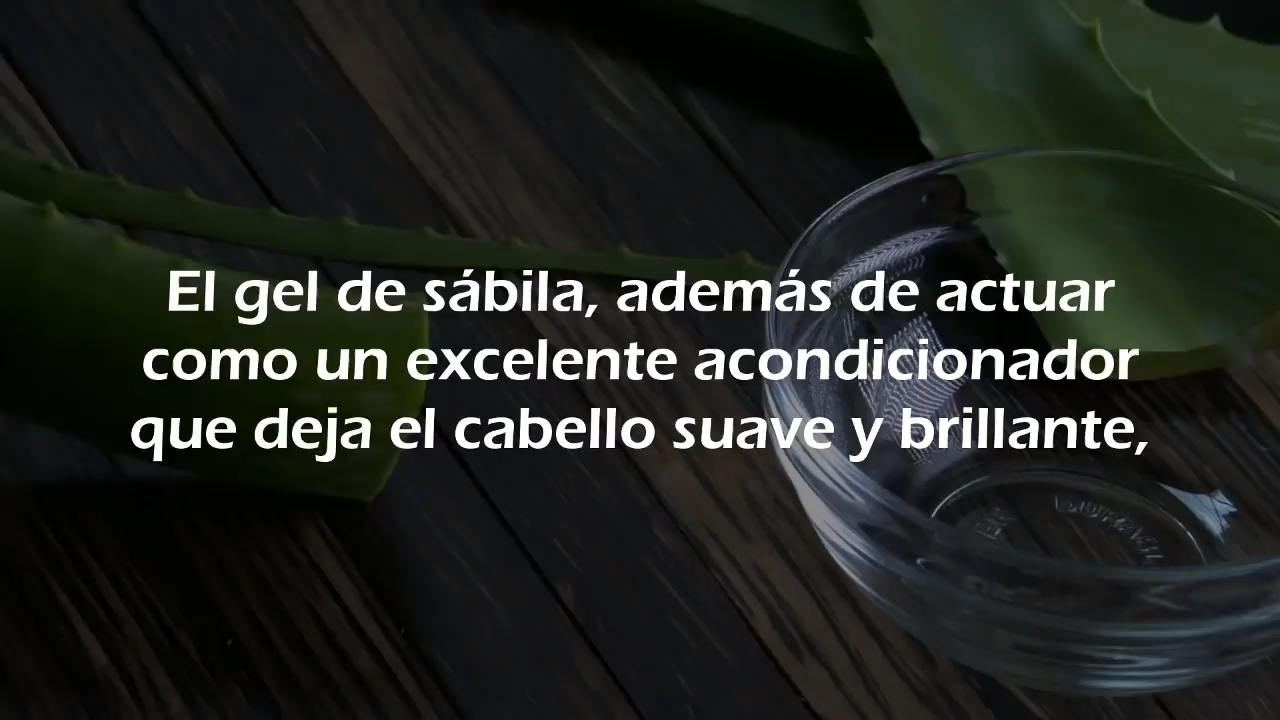 El gel de sábila, además de actuar
como un excelente acondicionador
que deja el cabello suave y brillante,